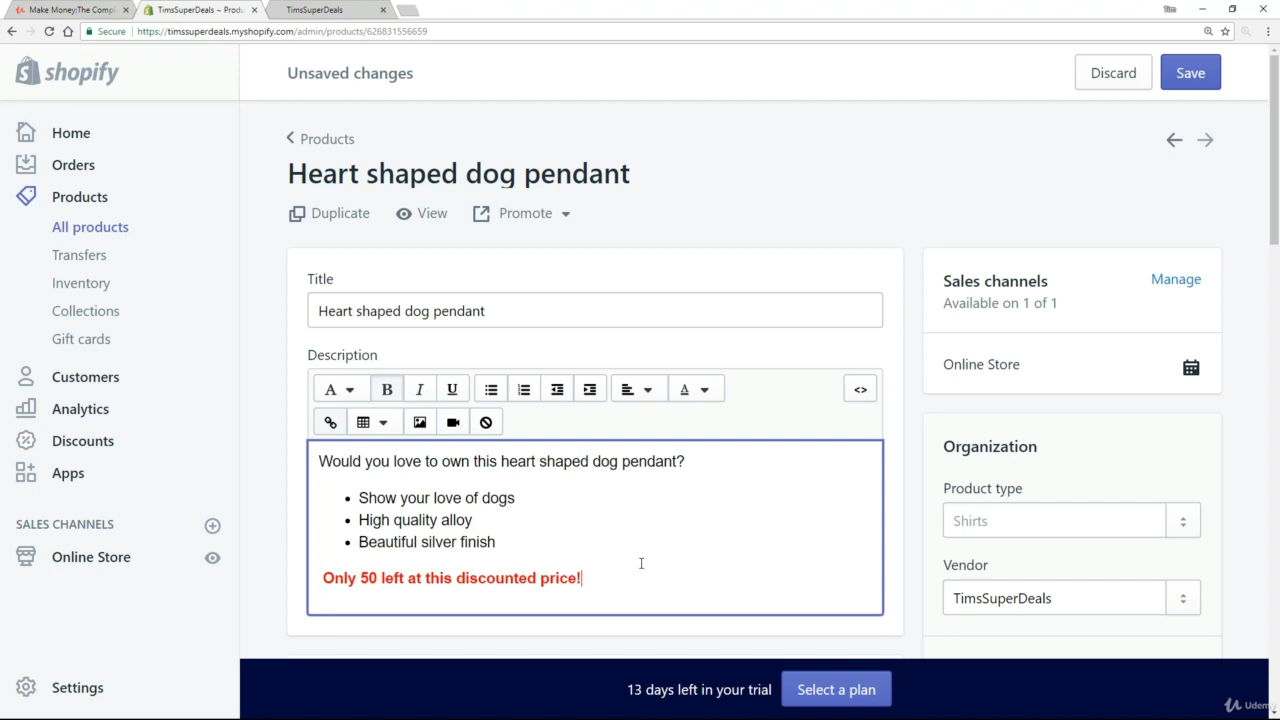 Make Money:The Compl
TimsSuperDeals ~ Produ
TimsSuperDeals
Tim
Secure
https://timssuperdeals.myshopify.com/admin/products/626831556659
shopify
Unsaved changes
Discard
Save
Home
Orders
Products
All products
Transfers
Inventory
Collections
Gift cards
Customers
Analytics
Discounts
Apps
SALES CHANNELS
Online Store
Settings
Products
Heart shaped dog pendant
Duplicate
View
Promote
Title
Heart shaped dog pendant
Description
A
B
I
U
A
<>
Would you love to own this heart shaped dog pendant?
• Show your love of dogs
• High quality alloy
• Beautiful silver finish
Only 50 left at this discounted price!
Sales channels
Manage
Available on 1 of 1
Online Store
Organization
Product type
Shirts
Vendor
TimsSuperDeals
13 days left in your trial
Select a plan
Udemy